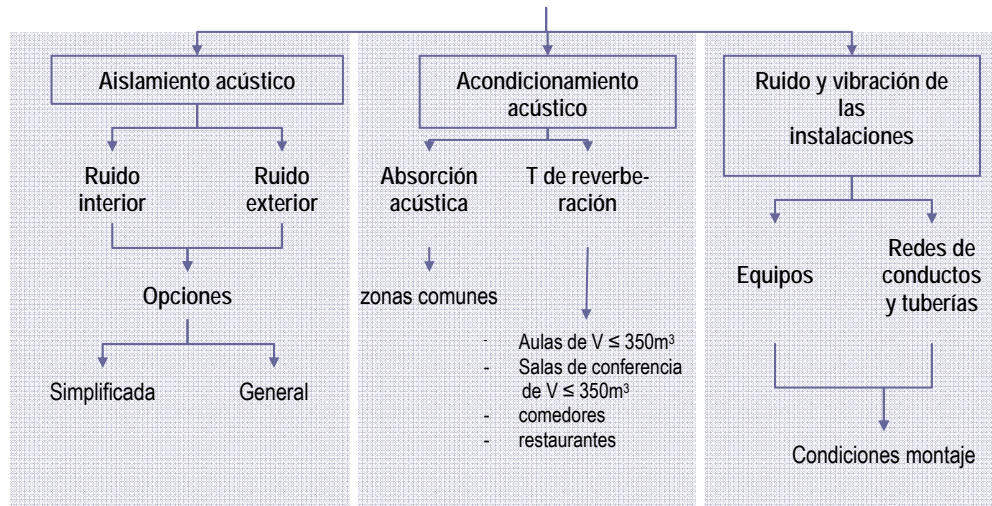 Aislamiento acústico
Ruido
interior
Ruido
exterior
Opciones
Simplificada
General
Acondicionamiento
acústico
Absorción
acústica
T de reverbe-
ración
zonas comunes
- Aulas de V ≤ 350m³
- Salas de conferencia
de V ≤ 350m³
- comedores
- restaurantes
Ruido y vibración de
las
instalaciones
Equipos
Redes de
conductos
y tuberías
Condiciones montaje